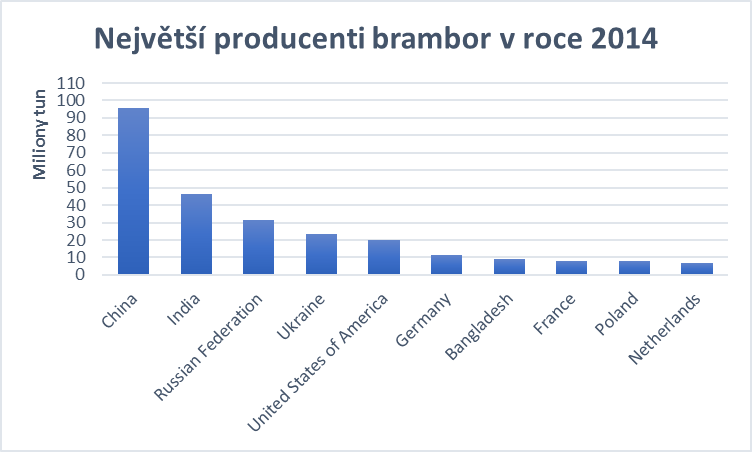 Největší producenti brambor v roce 2014
Miliony tun
110
100
90
80
70
60
50
40
30
20
10
0
China
India
Russian Federation
Ukraine
United States of America
Germany
Bangladesh
France
Poland
Netherlands